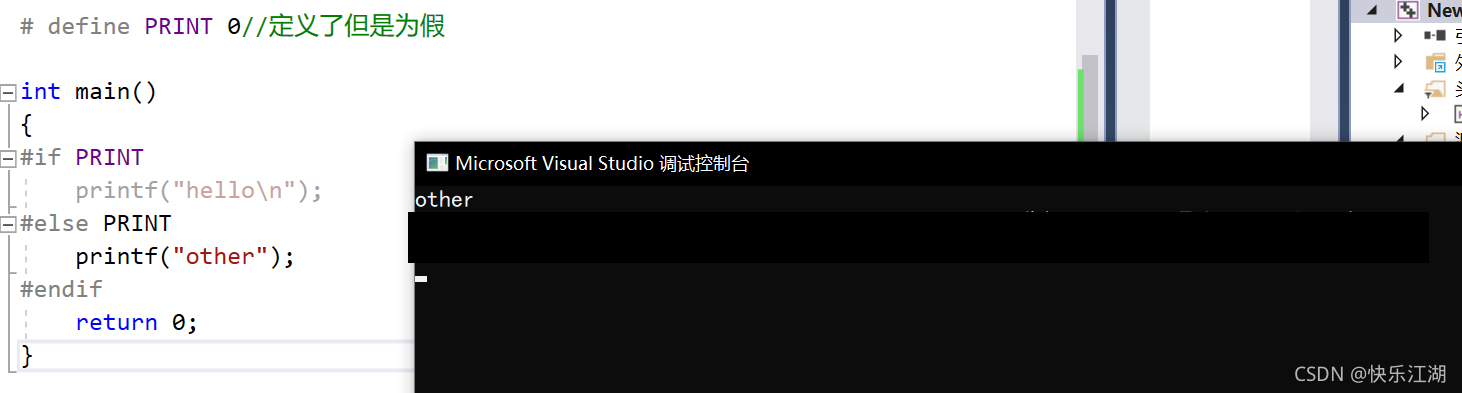 # define PRINT 0//定义了但是为假
int main()
{
#if PRINT
printf("hello\n");
#else PRINT
printf("other");
#endif
return 0;
}
Microsoft Visual Studio 调试控制台
other
New
CSDN @快乐江湖